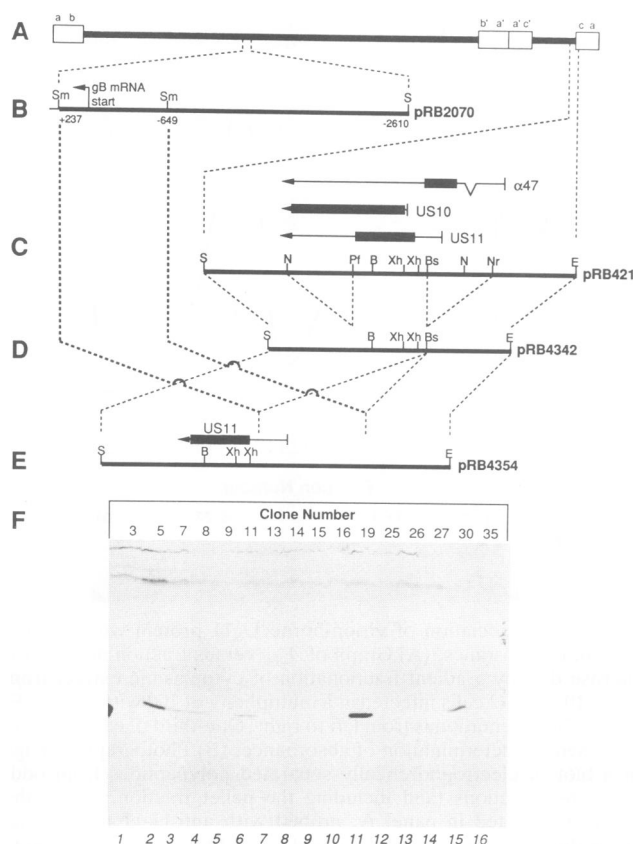 A
a b
b' a' a' c'
c a
B
Sm
gB mRNA
start
Sm
S
pRB2070
+237
-649
-2610
α47
US10
US11
C
S N Pf B Xh Xh Bs N Nr E
pRB421
D
S B Xh Xh Bs E
pRB4342
US11
E
S B Xh Xh E
pRB4354
F
Clone Number
3 5 7 8 9 11 13 14 15 16 19 25 26 27 30 35
1 2 3 4 5 6 7 8 9 10 11 12 13 14 15 16